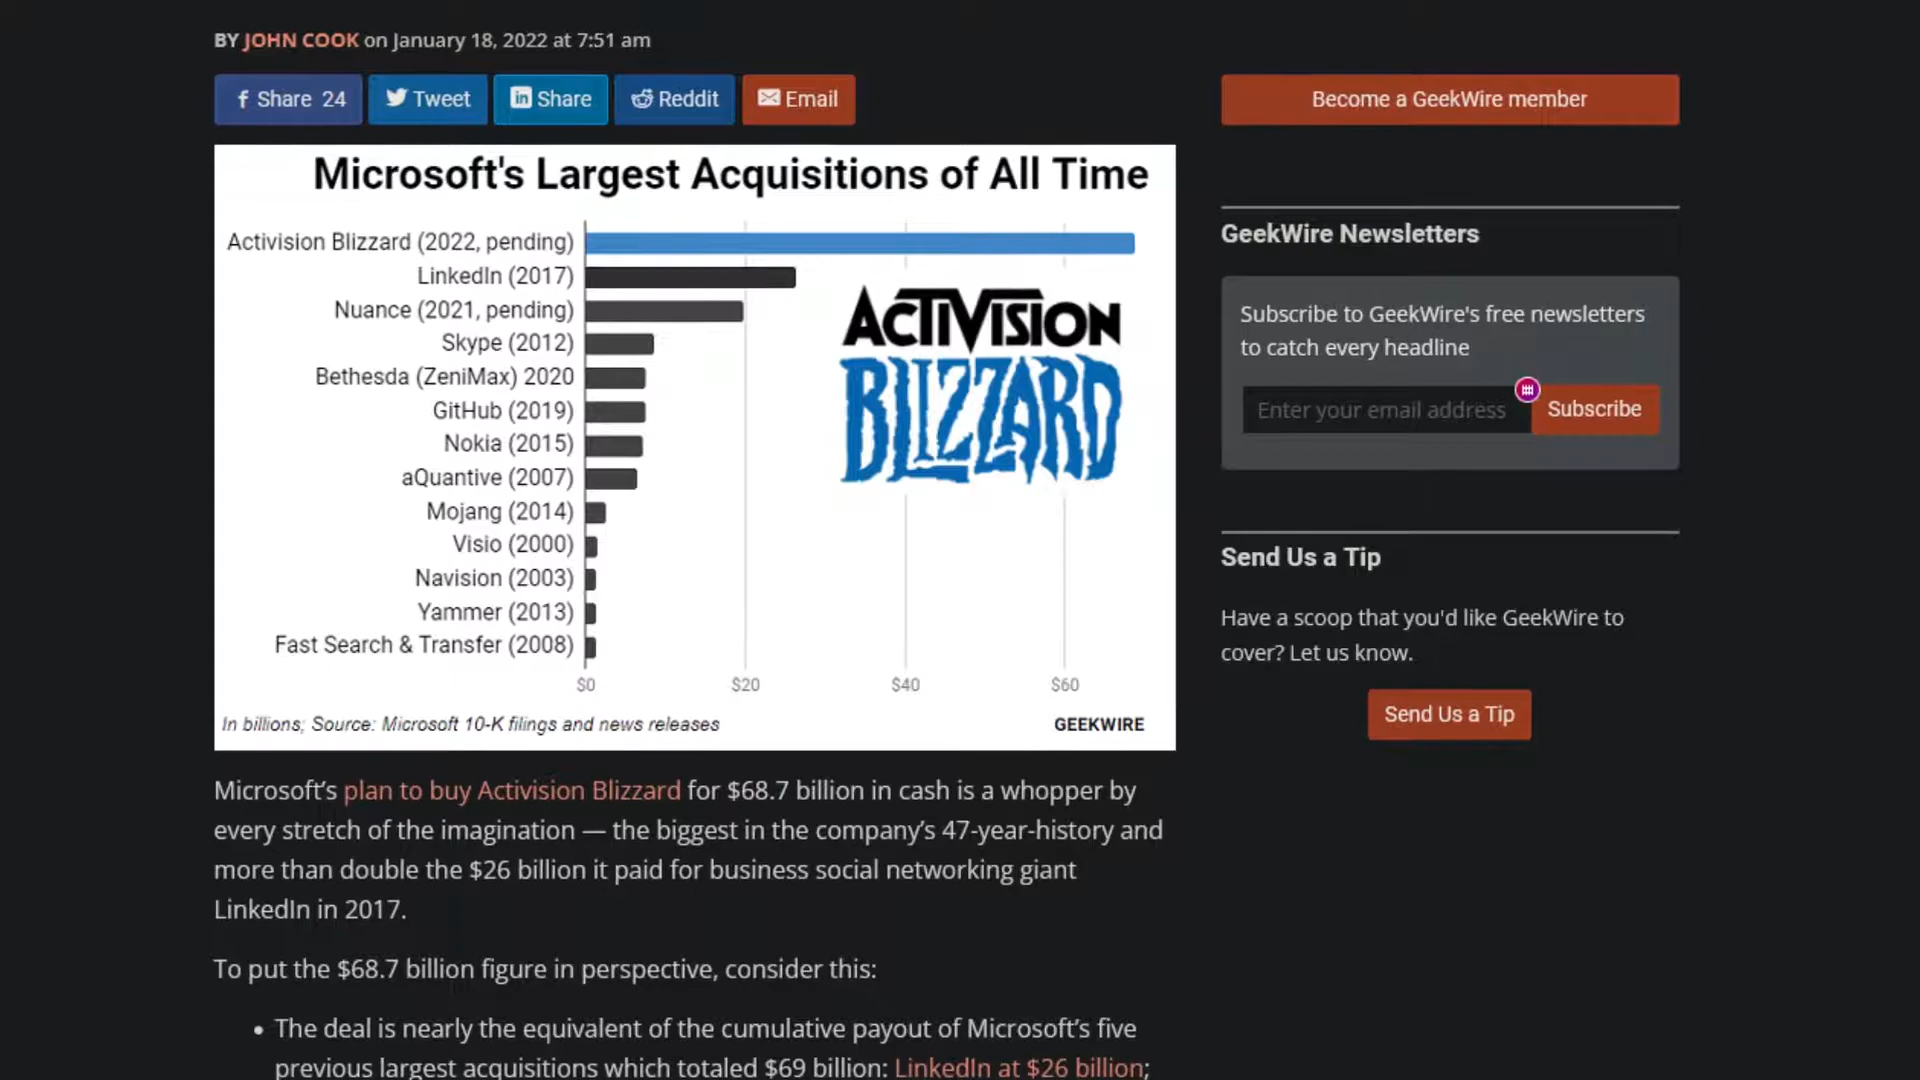 BY JOHN COOK on January 18, 2022 at 7:51 am
Share 24
Tweet
Share
Reddit
Email
Microsoft's Largest Acquisitions of All Time
Activision Blizzard (2022, pending)
LinkedIn (2017)
Nuance (2021, pending)
Skype (2012)
Bethesda (ZeniMax) 2020
GitHub (2019)
Nokia (2015)
aQuantive (2007)
Mojang (2014)
Visio (2000)
Navision (2003)
Yammer (2013)
Fast Search & Transfer (2008)
$0 $20 $40 $60
ACTIVISION
BLIZZARD
In billions; Source: Microsoft 10-K filings and news releases
GEEKWIRE
Microsoft’s plan to buy Activision Blizzard for $68.7 billion in cash is a whopper by
every stretch of the imagination — the biggest in the company’s 47-year-history and
more than double the $26 billion it paid for business social networking giant
LinkedIn in 2017.
To put the $68.7 billion figure in perspective, consider this:
• The deal is nearly the equivalent of the cumulative payout of Microsoft’s five
previous largest acquisitions which totaled $69 billion: LinkedIn at $26 billion;
Become a GeekWire member
GeekWire Newsletters
Subscribe to GeekWire's free newsletters
to catch every headline
Enter your email address
Subscribe
Send Us a Tip
Have a scoop that you'd like GeekWire to
cover? Let us know.
Send Us a Tip